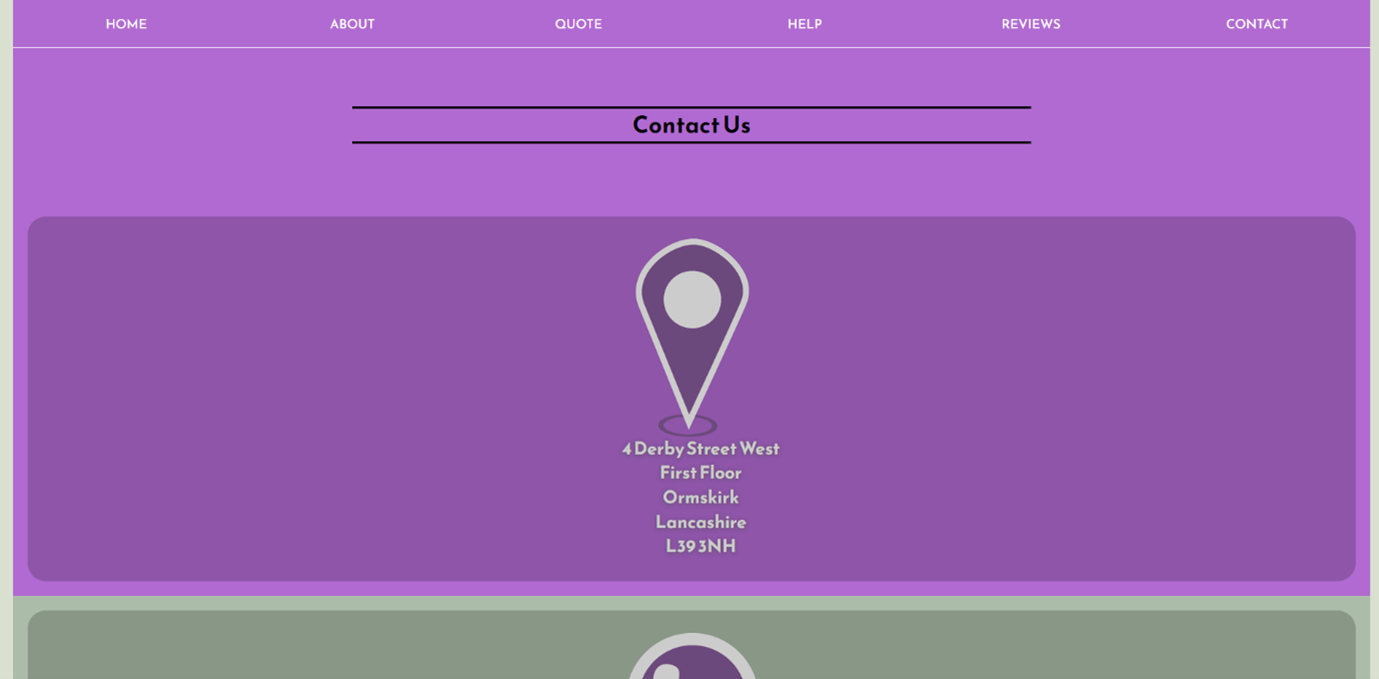 HOME ABOUT QUOTE HELP REVIEWS CONTACT
Contact Us
4 Derby Street West
First Floor
Ormskirk
Lancashire
L39 3NH